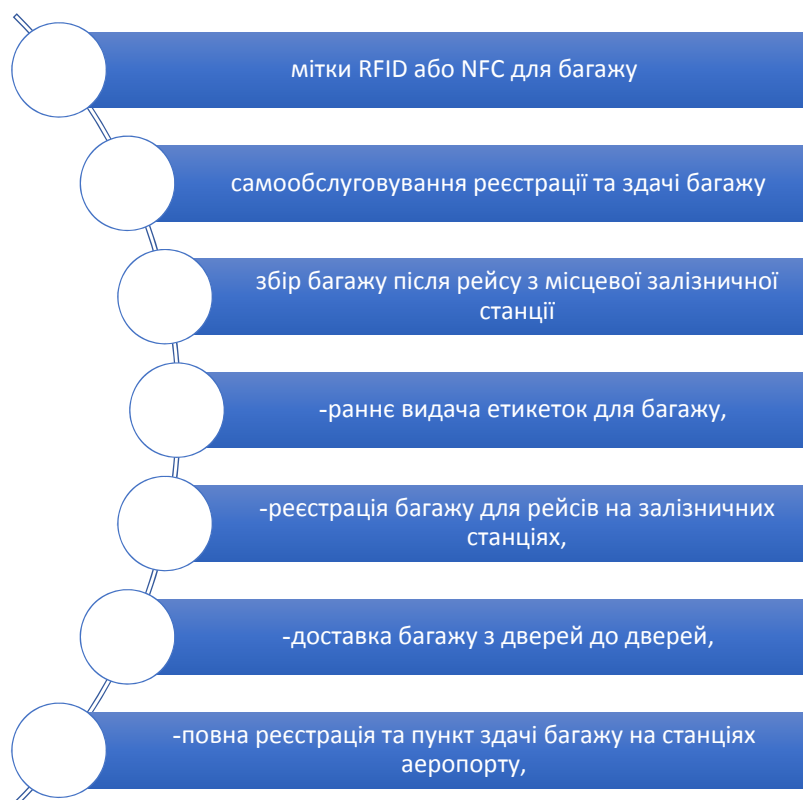 мітки RFID або NFC для багажу
самообслуговування реєстрації та здачі багажу
збір багажу після рейсу з місцевої залізничної
станції
-раннє видача етикеток для багажу,
-реєстрація багажу для рейсів на залізничних
станціях,
-доставка багажу з дверей до дверей,
-повна реєстрація та пункт здачі багажу на станціях
аеропорту,